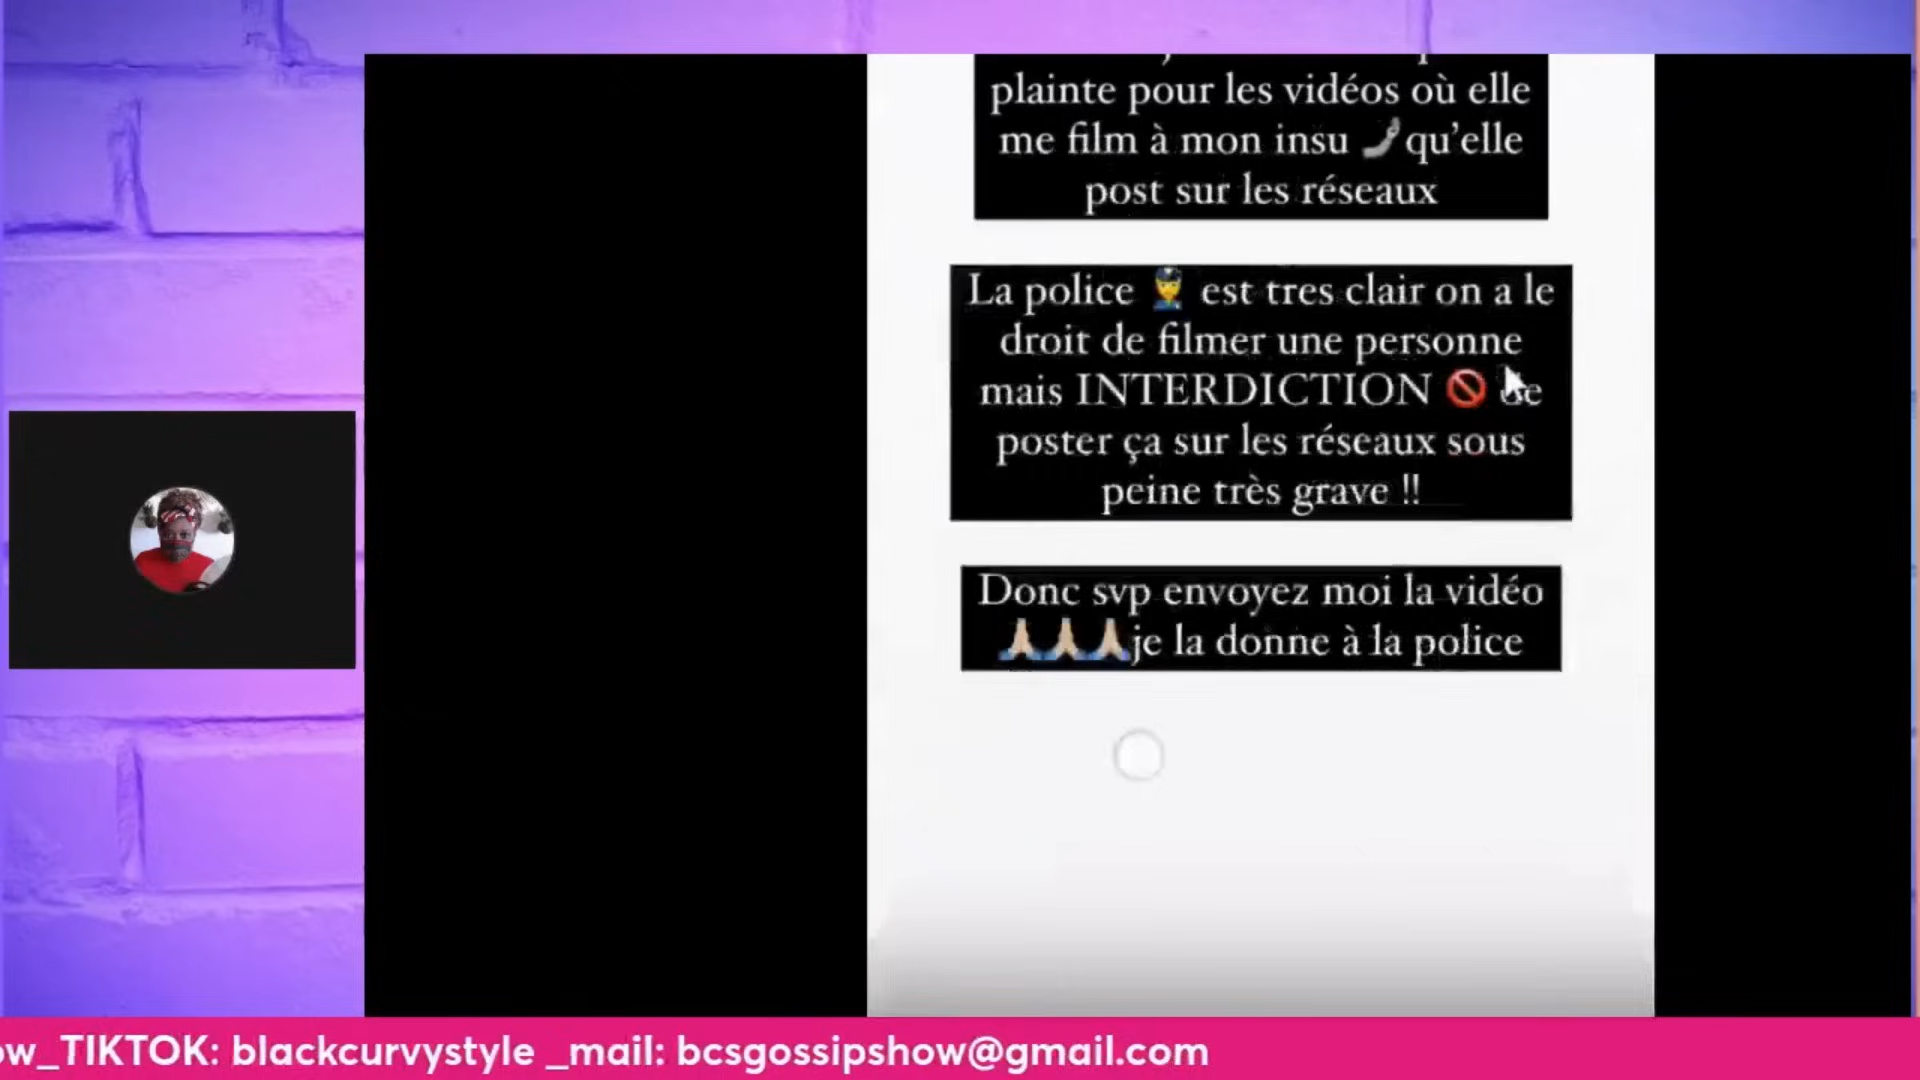 plainte pour les vidéos où elle
me film à mon insu 🤳qu’elle
post sur les réseaux
La police 👮 est tres clair on a le
droit de filmer une personne
mais INTERDICTION 🚫 de
poster ça sur les réseaux sous
peine très grave !!
Donc svp envoyez moi la vidéo
🙏🙏🙏je la donne à la police
ow_TIKTOK: blackcurvystyle _mail: bcsgossipshow@gmail.com